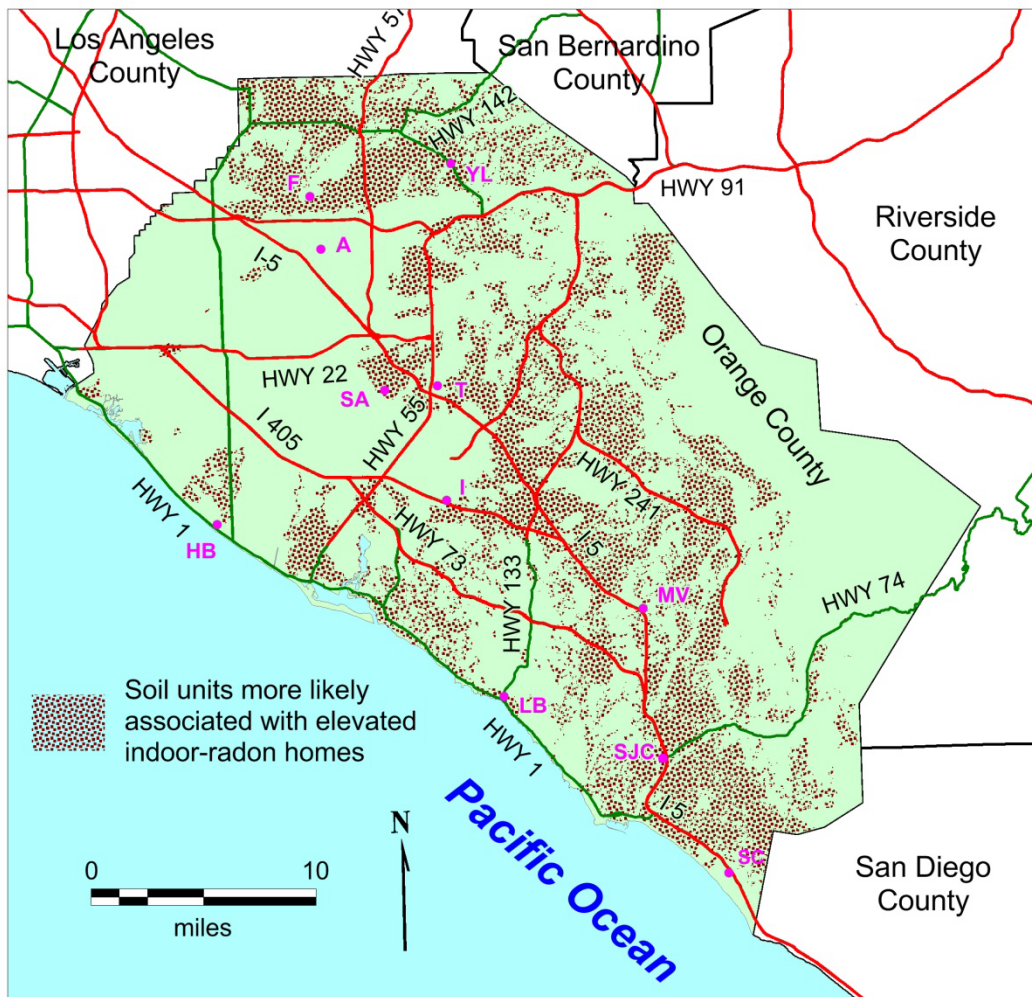 Los Angeles
County
HWY 57
San Bernardino
County
HWY 142
YL
F
HWY 91
Riverside
County
A
I-5
Orange County
HWY 22
SA
T
HWY 55
I 405
I
HWY 241
HWY 1
HB
HWY 73
I-5
HWY 133
MV
HWY 74
LB
Soil units more likely
associated with elevated
indoor-radon homes
HWY 1
SJC
I-5
Pacific Ocean
N
SC
San Diego
County
0 10
miles